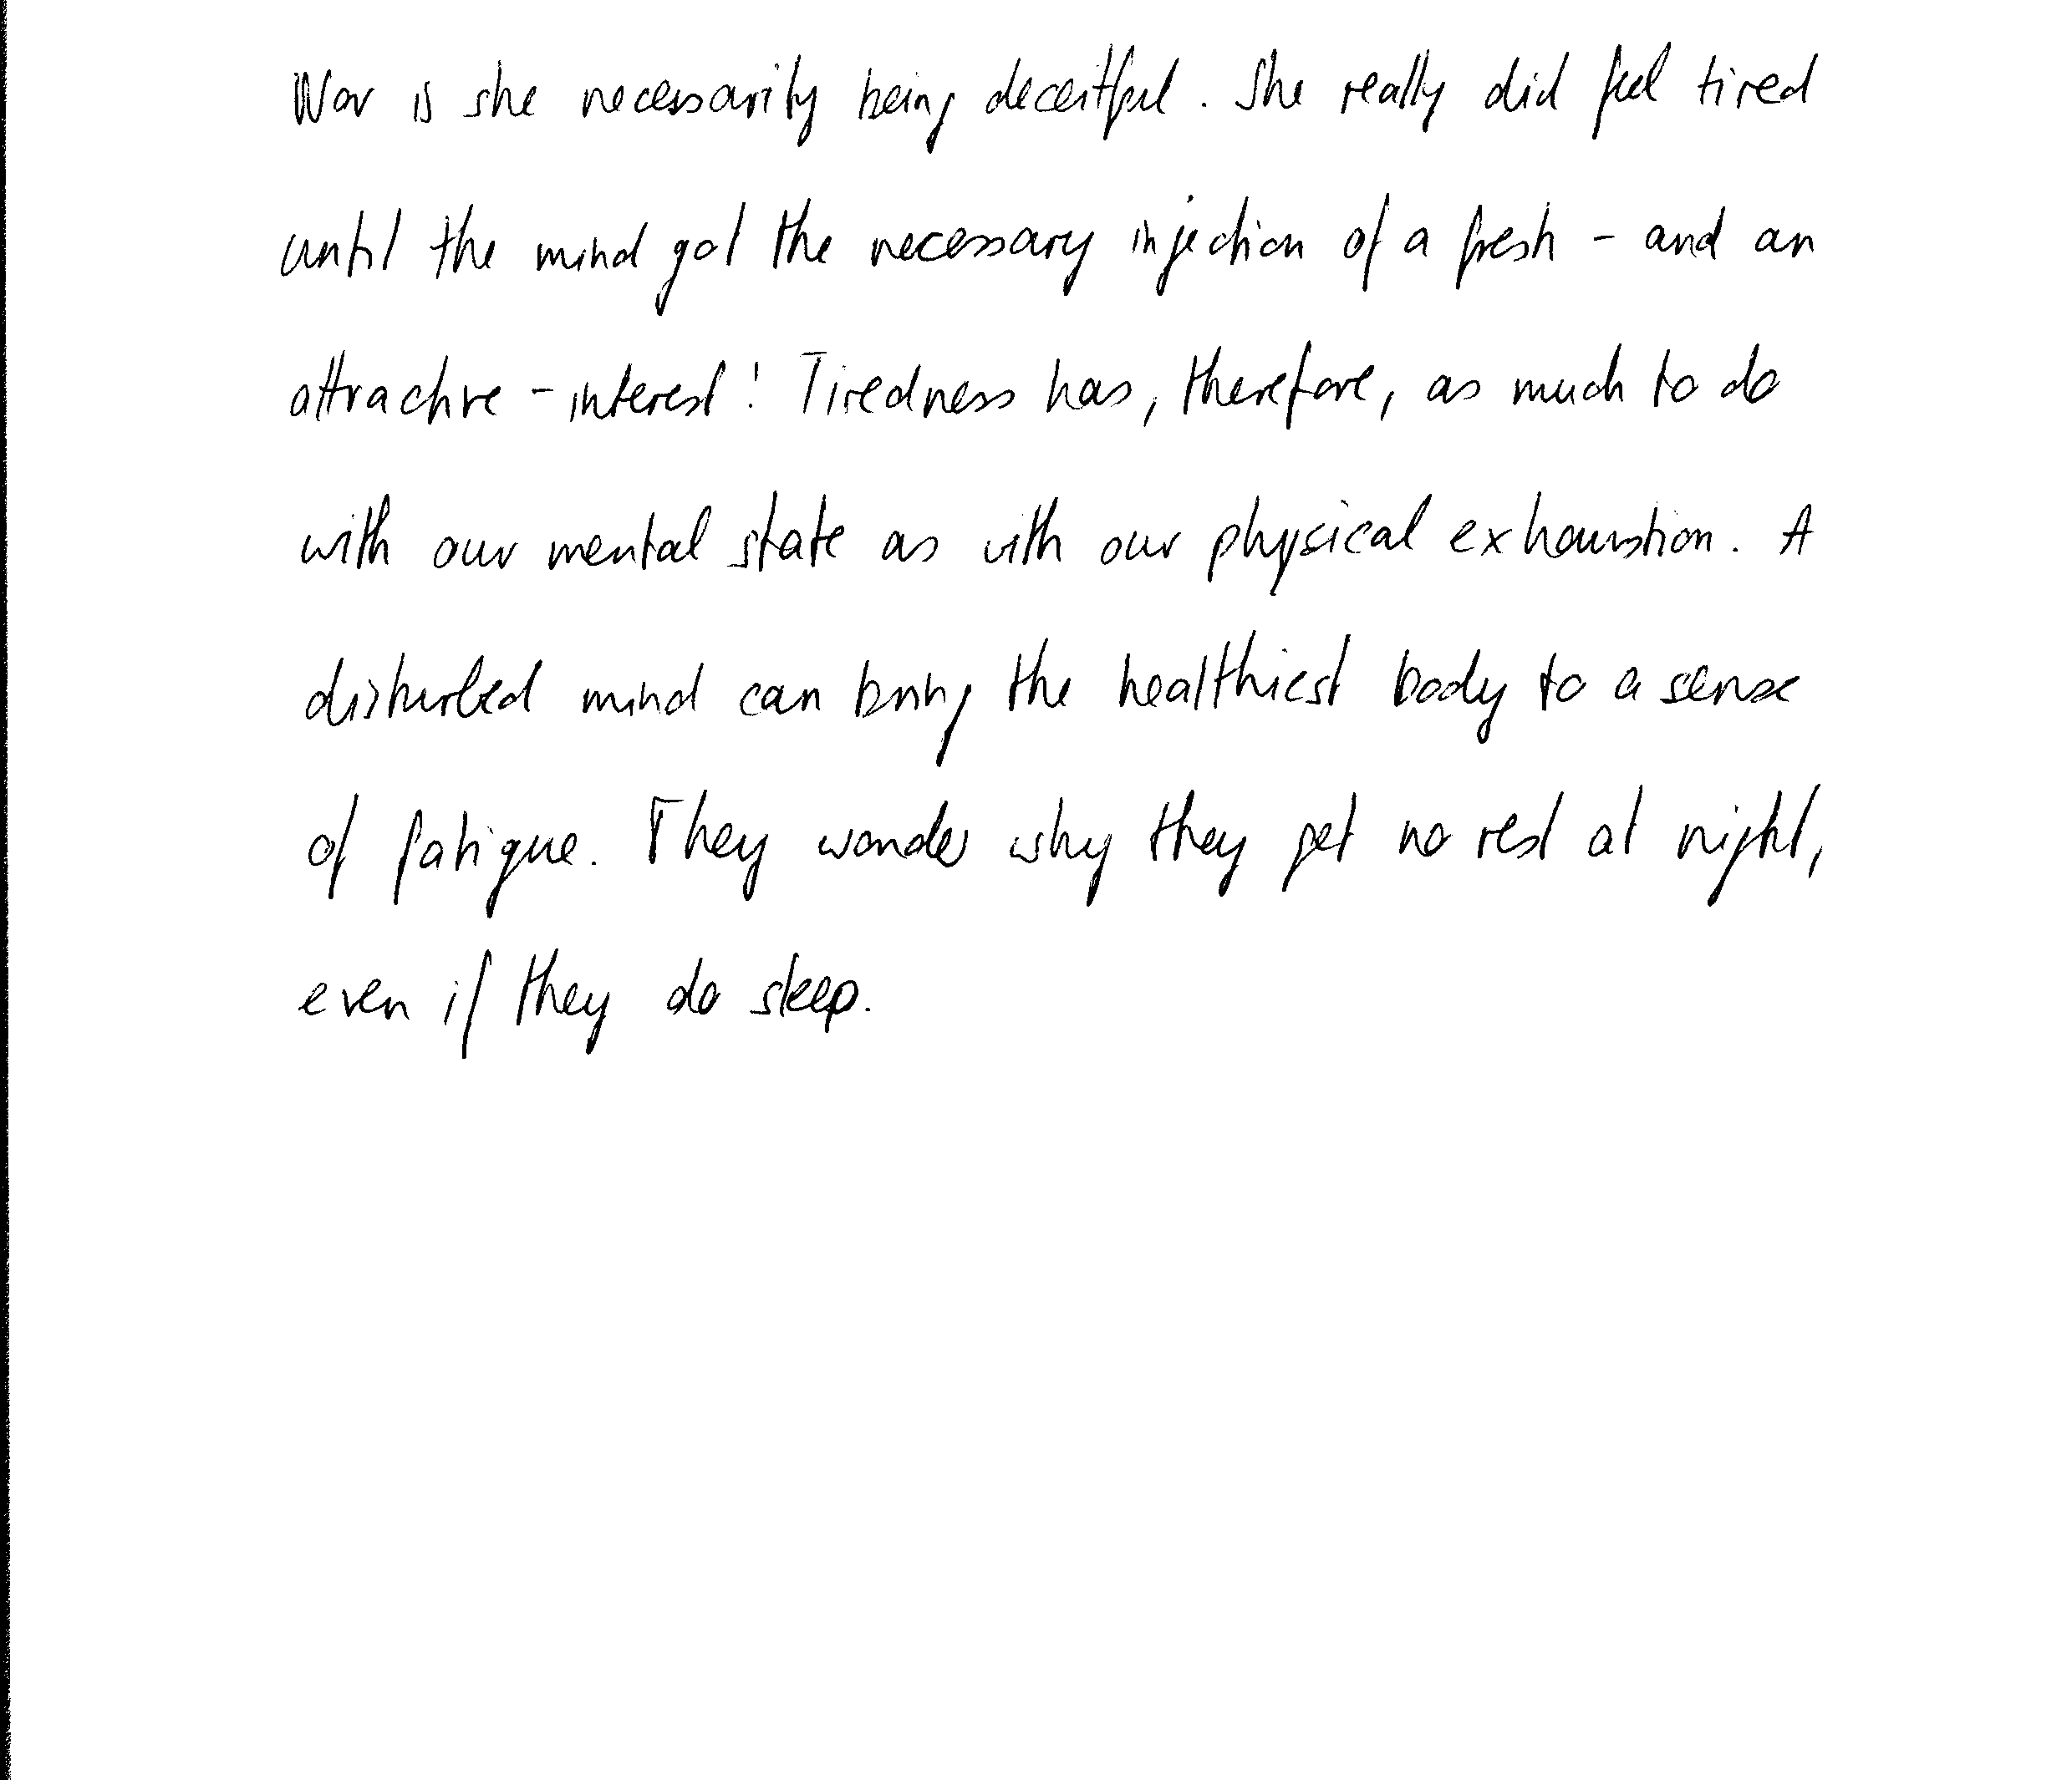 Nor is she necessarily being deceitful. She really did feel tired
until the mind got the necessary injection of a fresh - and an
attractive - interest! Tiredness has, therefore, as much to do
with our mental state as with our physical exhaustion. A
disturbed mind can bring the healthiest body to a sense
of fatigue. They wonder why they get no rest at night,
even if they do sleep.